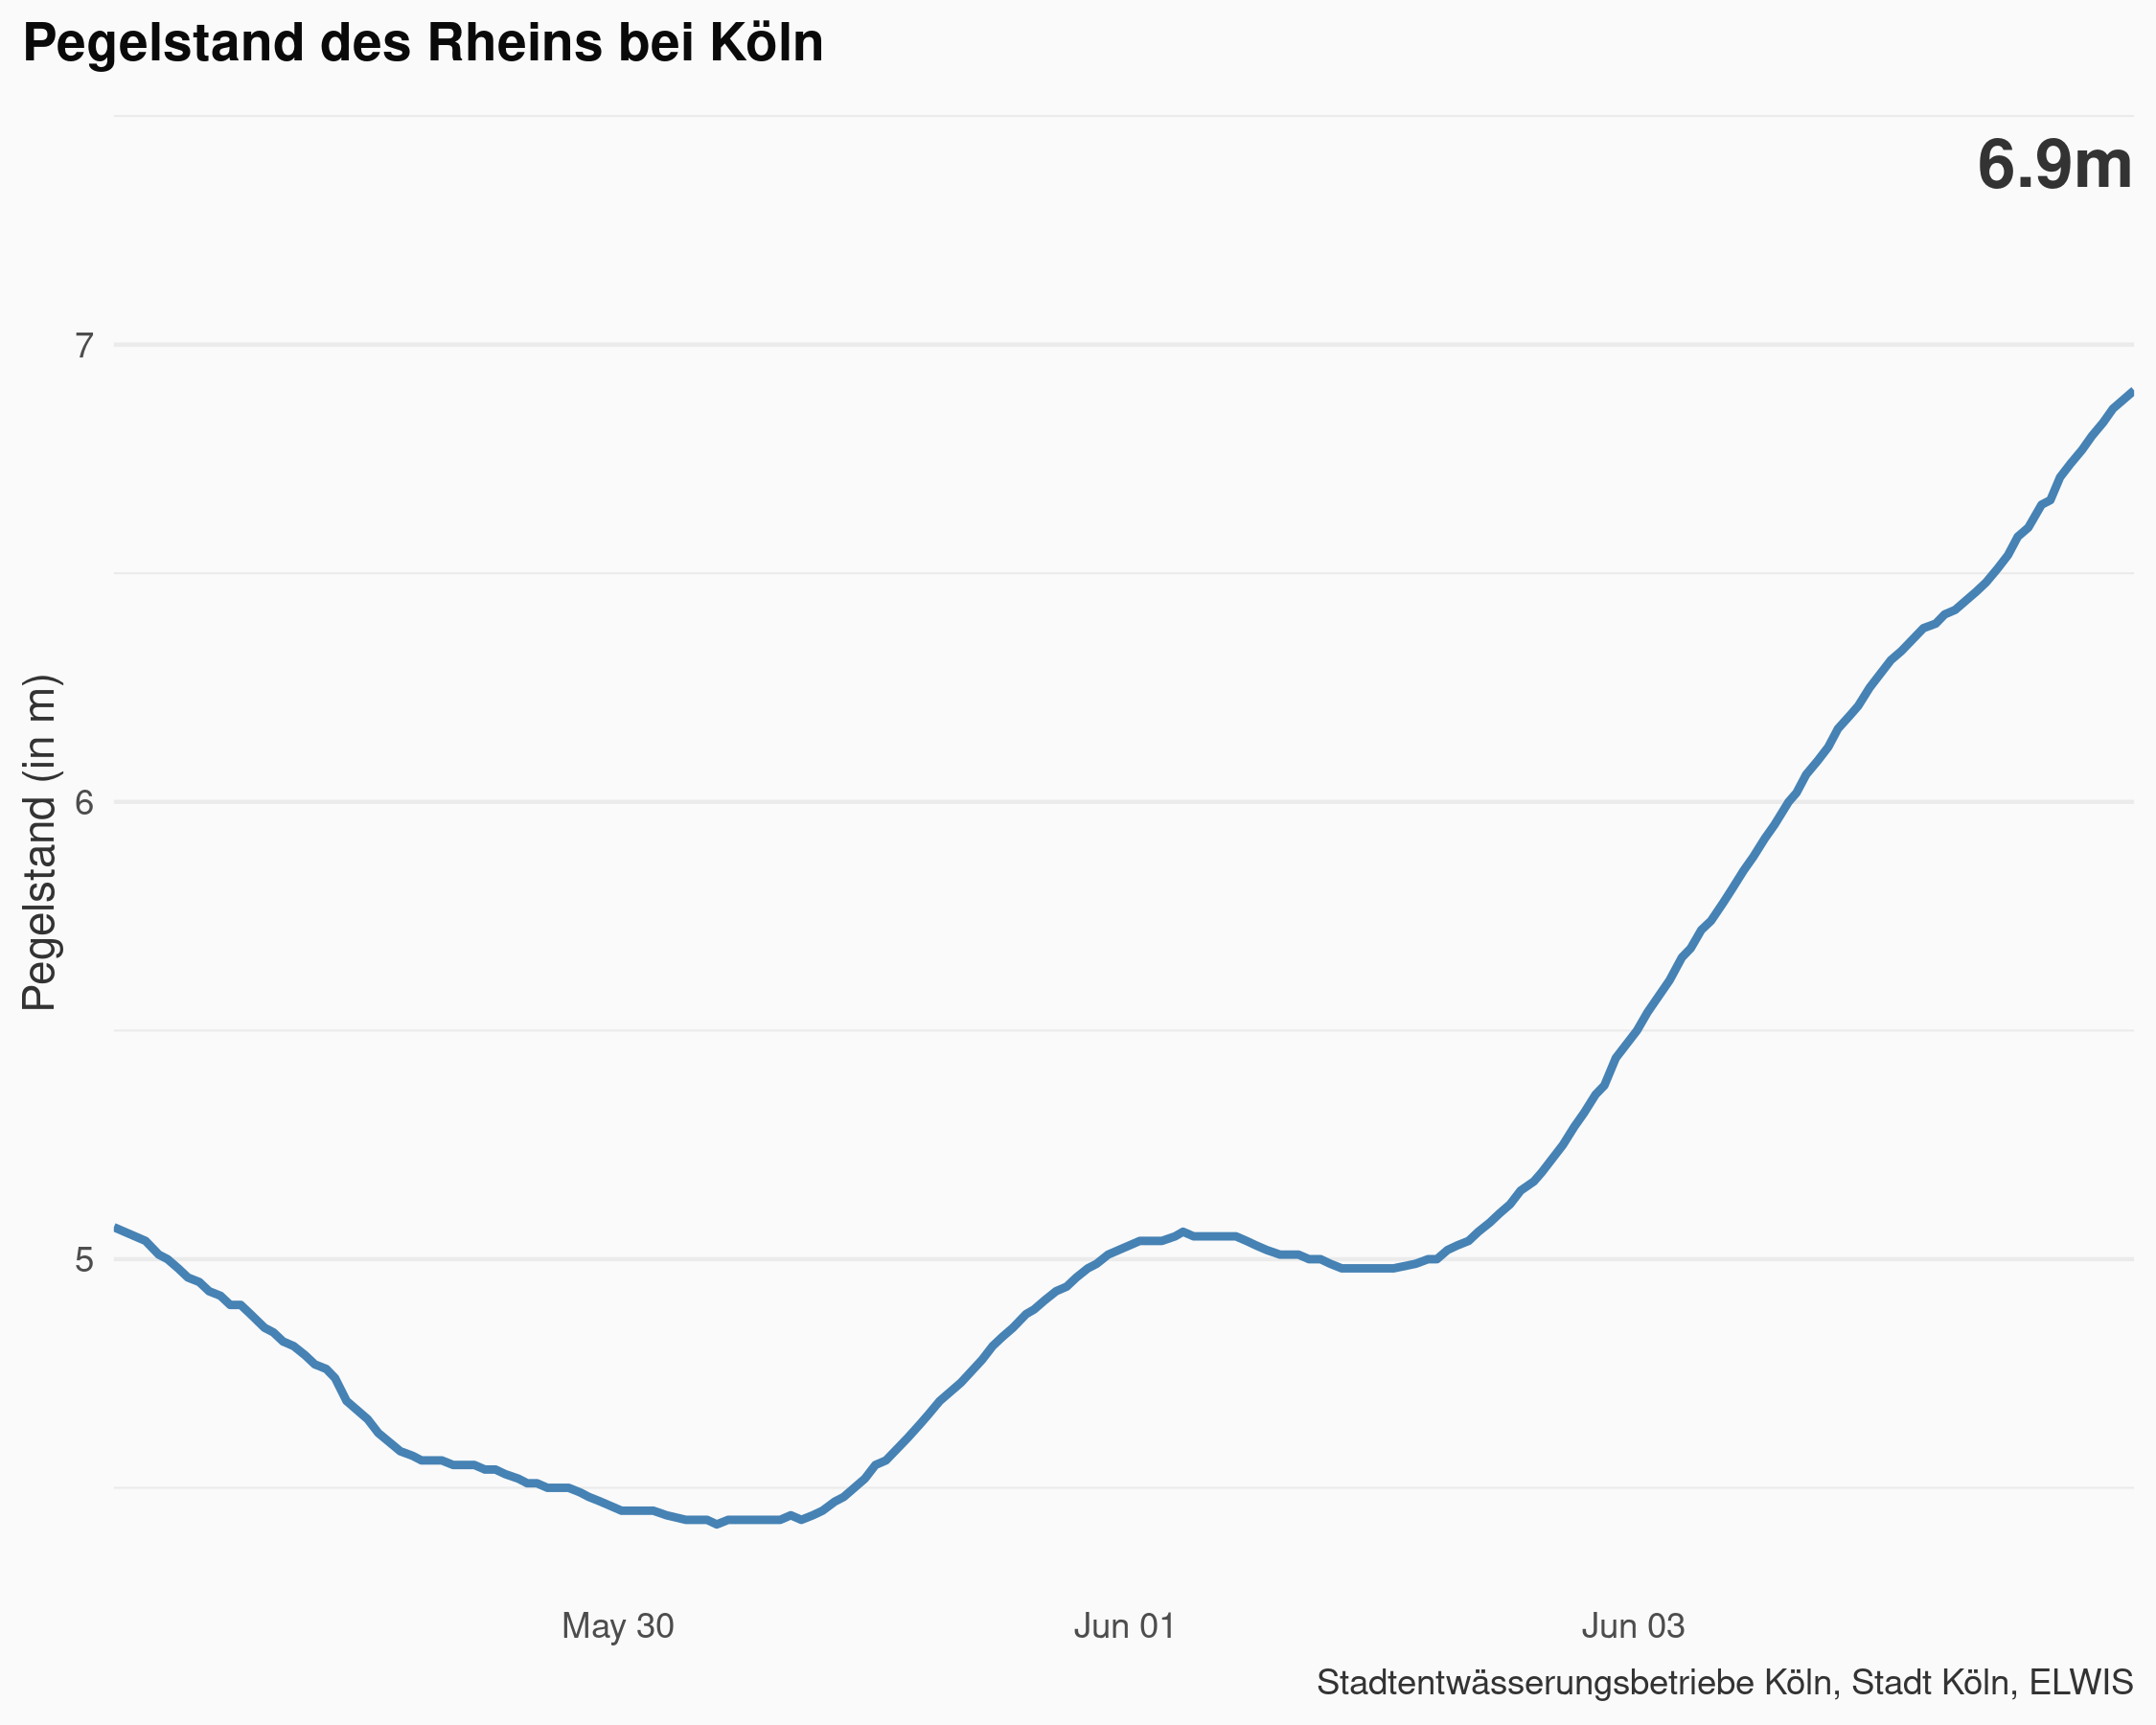 Pegelstand des Rheins bei Köln
6.9m
7
6
5
Pegelstand (in m)
May 30
Jun 01
Jun 03
Stadtentwässerungsbetriebe Köln, Stadt Köln, ELWIS